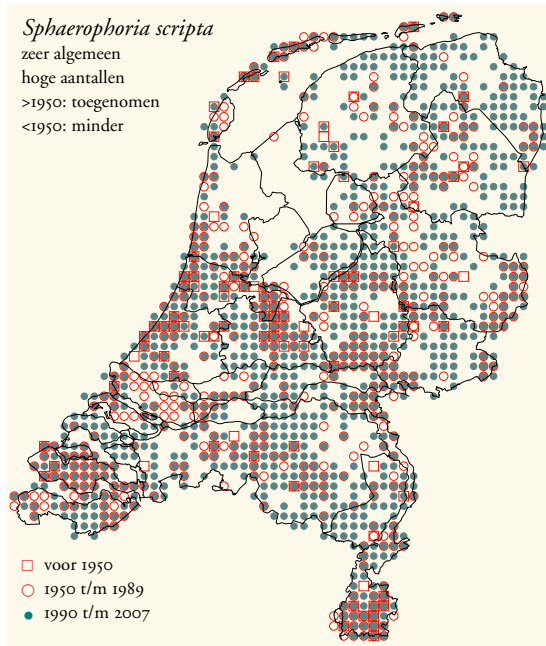 Sphaerophoria scripta
zeer algemeen
hoge aantallen
>1950: toegenomen
<1950: minder
voor 1950
1950 t/m 1989
1990 t/m 2007